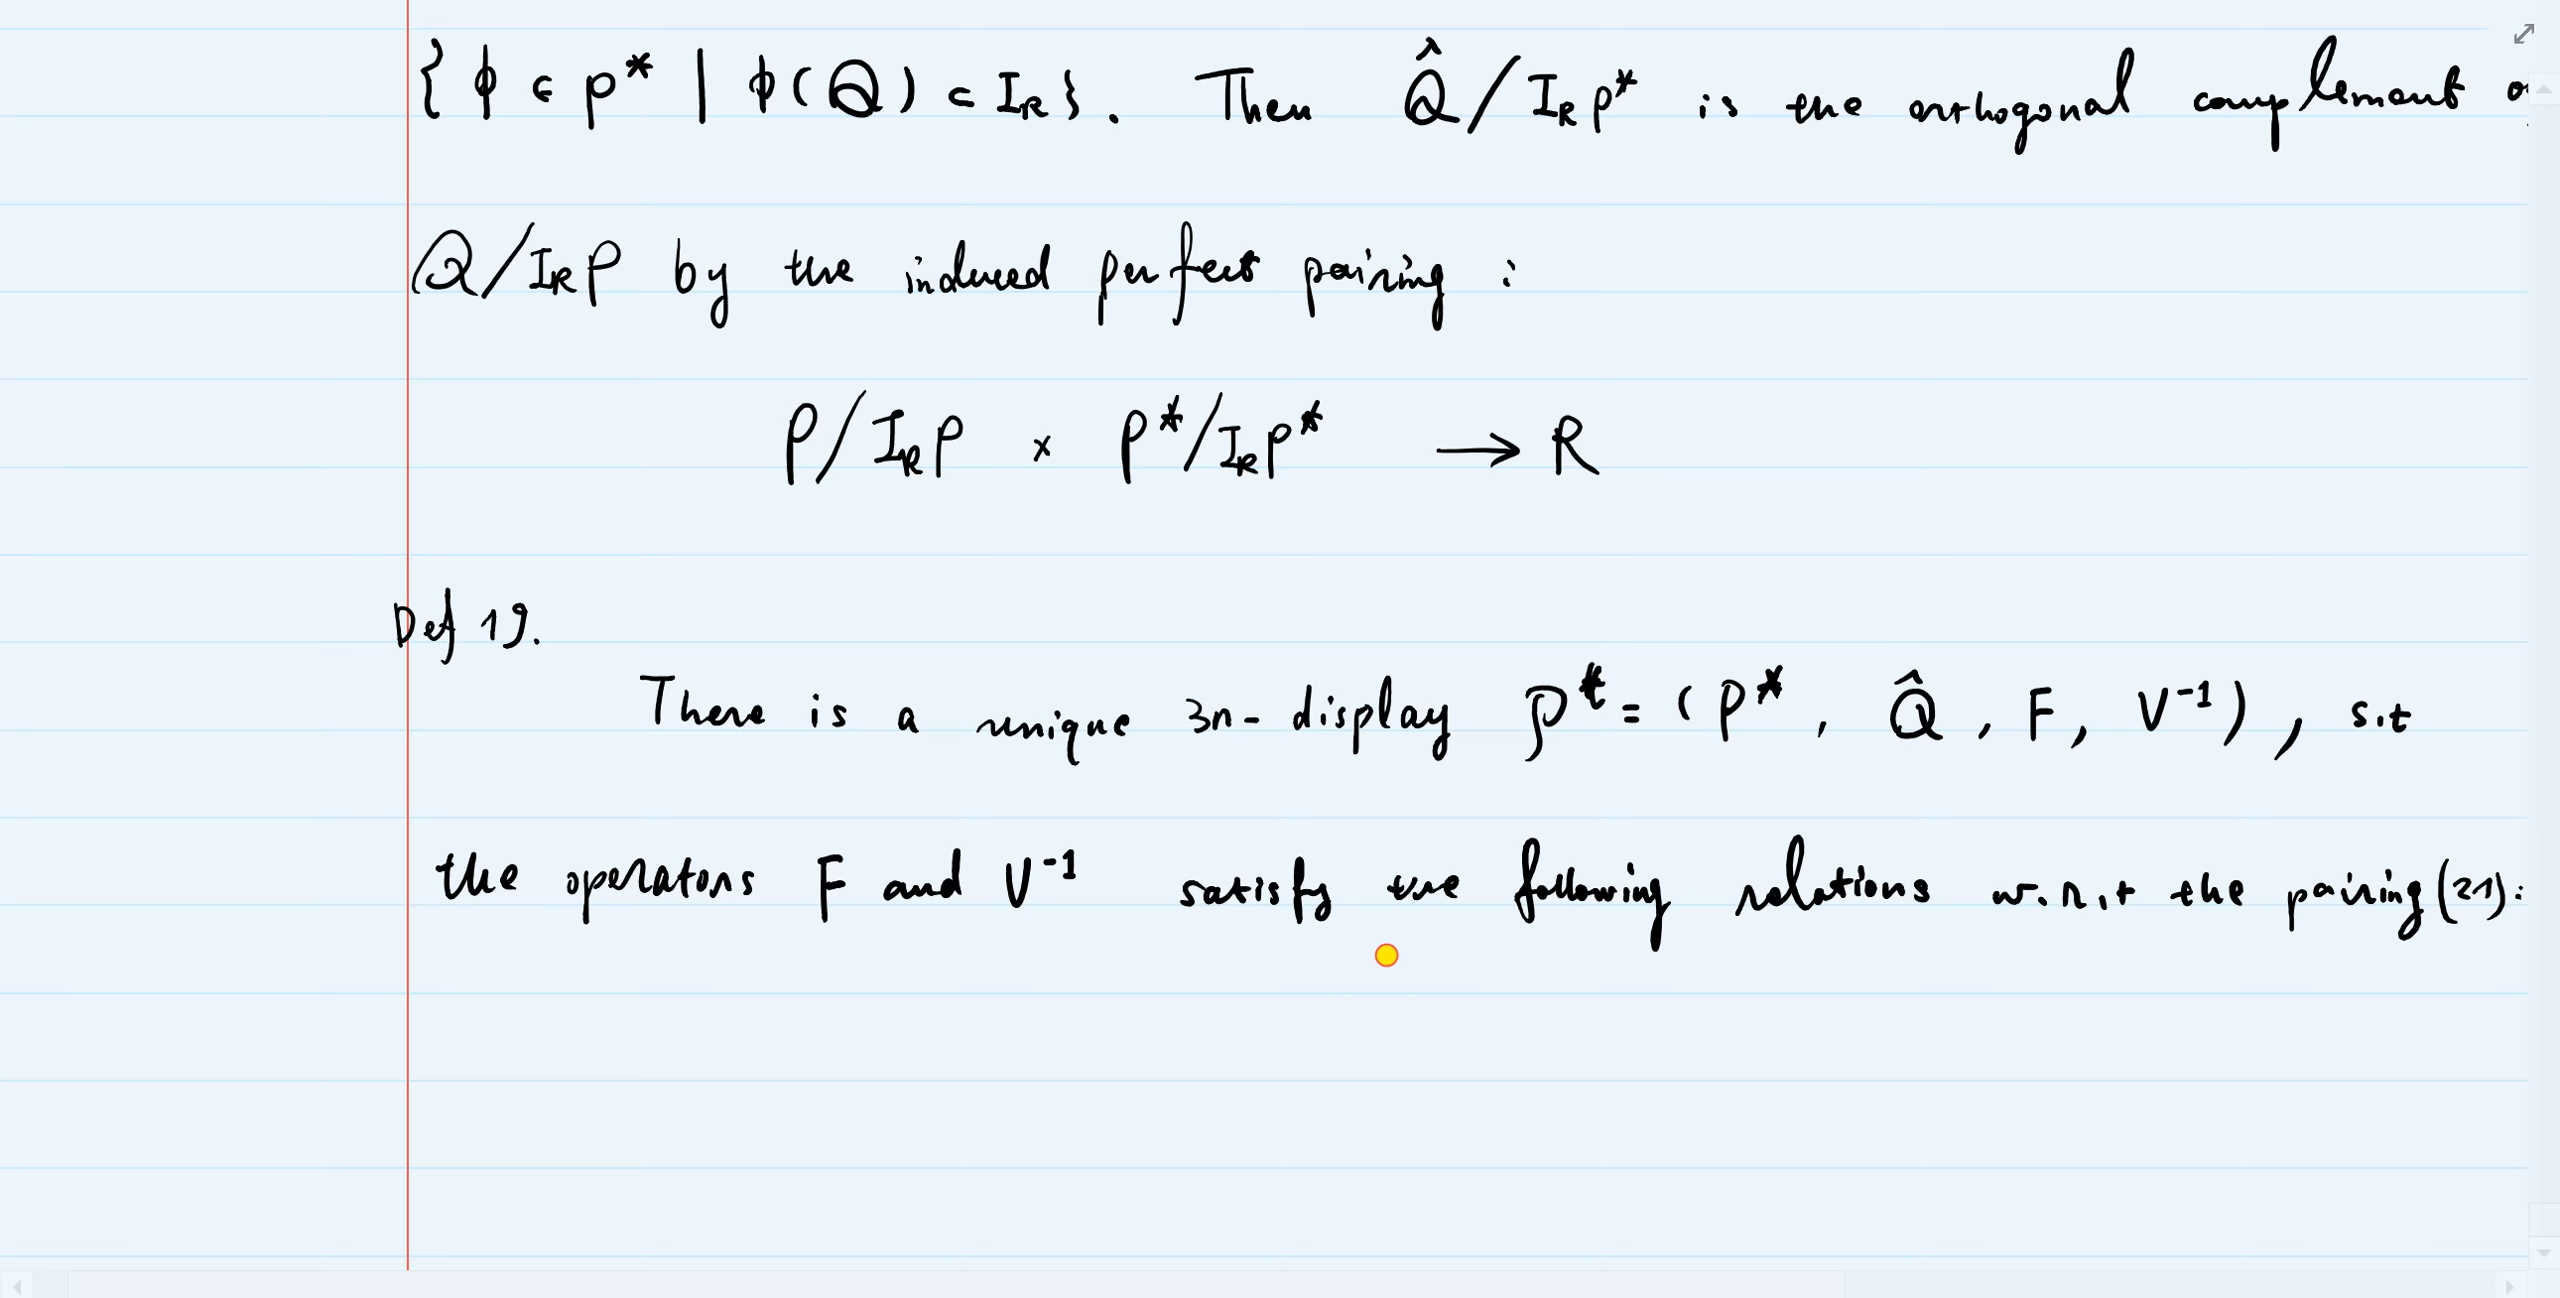 { ϕ ∈ P* | ϕ(Q) ⊂ I_R }. Then Q̂/I_R P* is the orthogonal complement
Q/I_R P by the induced perfect pairing :
P/I_R P × P*/I_R P* → R
Def 19.
There is a unique 3n-display 𝒫^t = (P*, Q̂, F, V⁻¹), s.t
the operators F and V⁻¹ satisfy the following relations w.r.t the pairing (21):